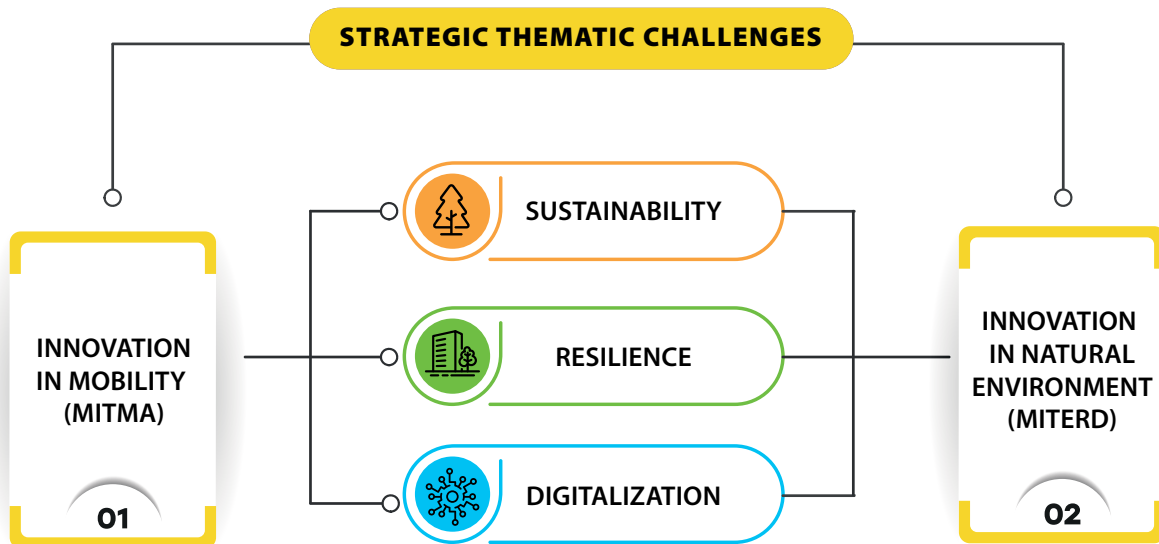 STRATEGIC THEMATIC CHALLENGES
INNOVATION
IN MOBILITY
(MITMA)
01
SUSTAINABILITY
RESILIENCE
DIGITALIZATION
INNOVATION
IN NATURAL
ENVIRONMENT
(MITERD)
02